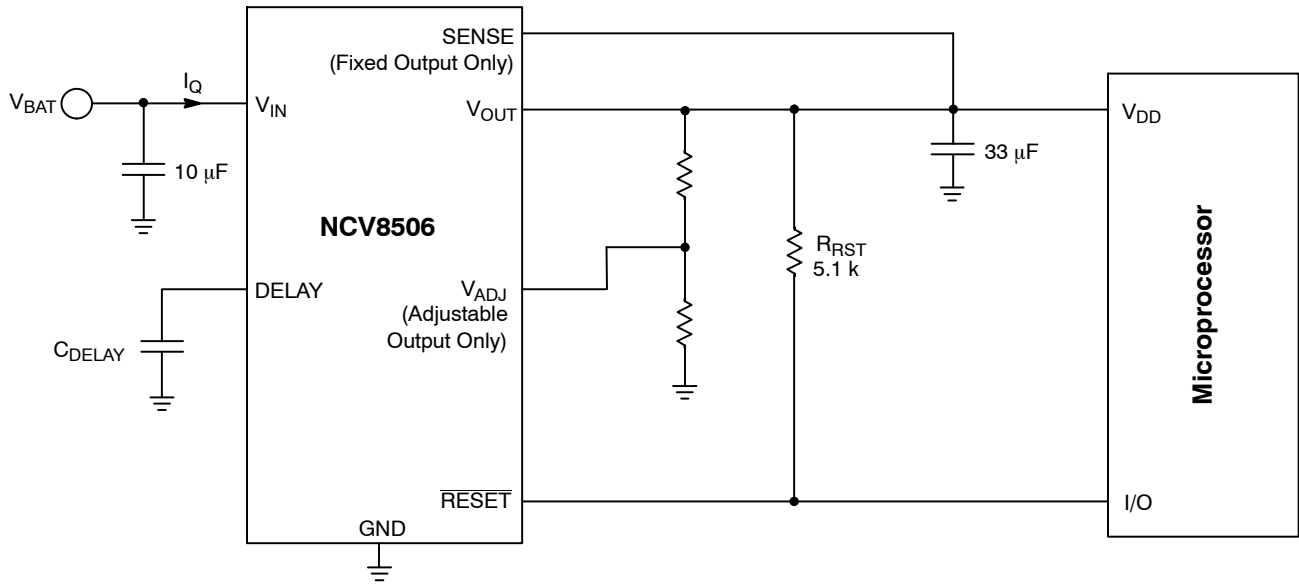 SENSE
(Fixed Output Only)
V_BAT
I_Q
V_IN
V_OUT
V_DD
10 μF
33 μF
NCV8506
R_RST
5.1 k
DELAY
V_ADJ
(Adjustable
Output Only)
C_DELAY
Microprocessor
R̅E̅S̅E̅T̅
I/O
GND